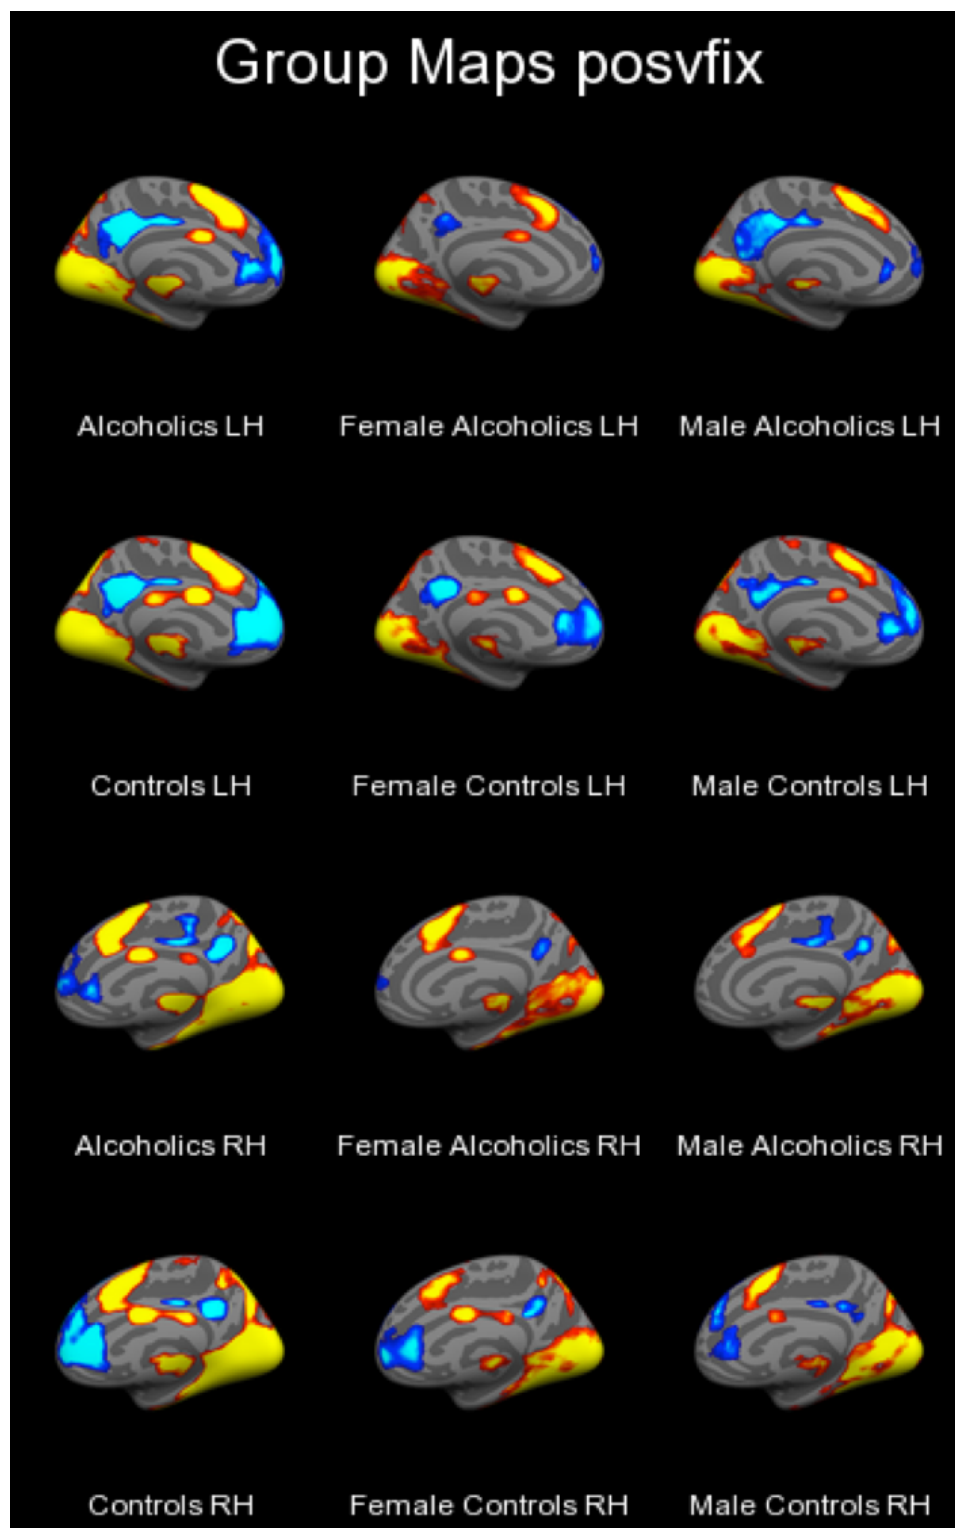 Group Maps posvfix
Alcoholics LH
Female Alcoholics LH
Male Alcoholics LH
Controls LH
Female Controls LH
Male Controls LH
Alcoholics RH
Female Alcoholics RH
Male Alcoholics RH
Controls RH
Female Controls RH
Male Controls RH